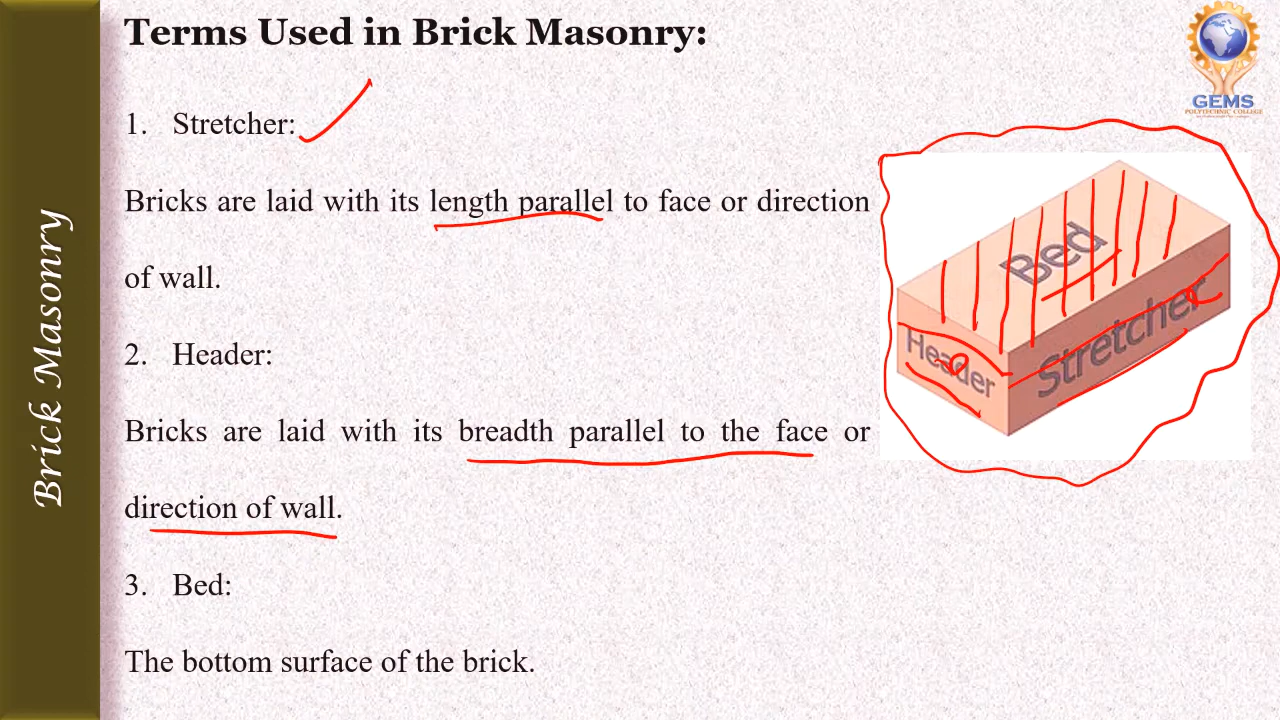 Terms Used in Brick Masonry:
1. Stretcher:
Bricks are laid with its length parallel to face or direction
of wall.
2. Header:
Bricks are laid with its breadth parallel to the face or
direction of wall.
3. Bed:
The bottom surface of the brick.
Brick Masonry
GEMS
POLYTECHNIC COLLEGE
Bed
Header
Stretcher